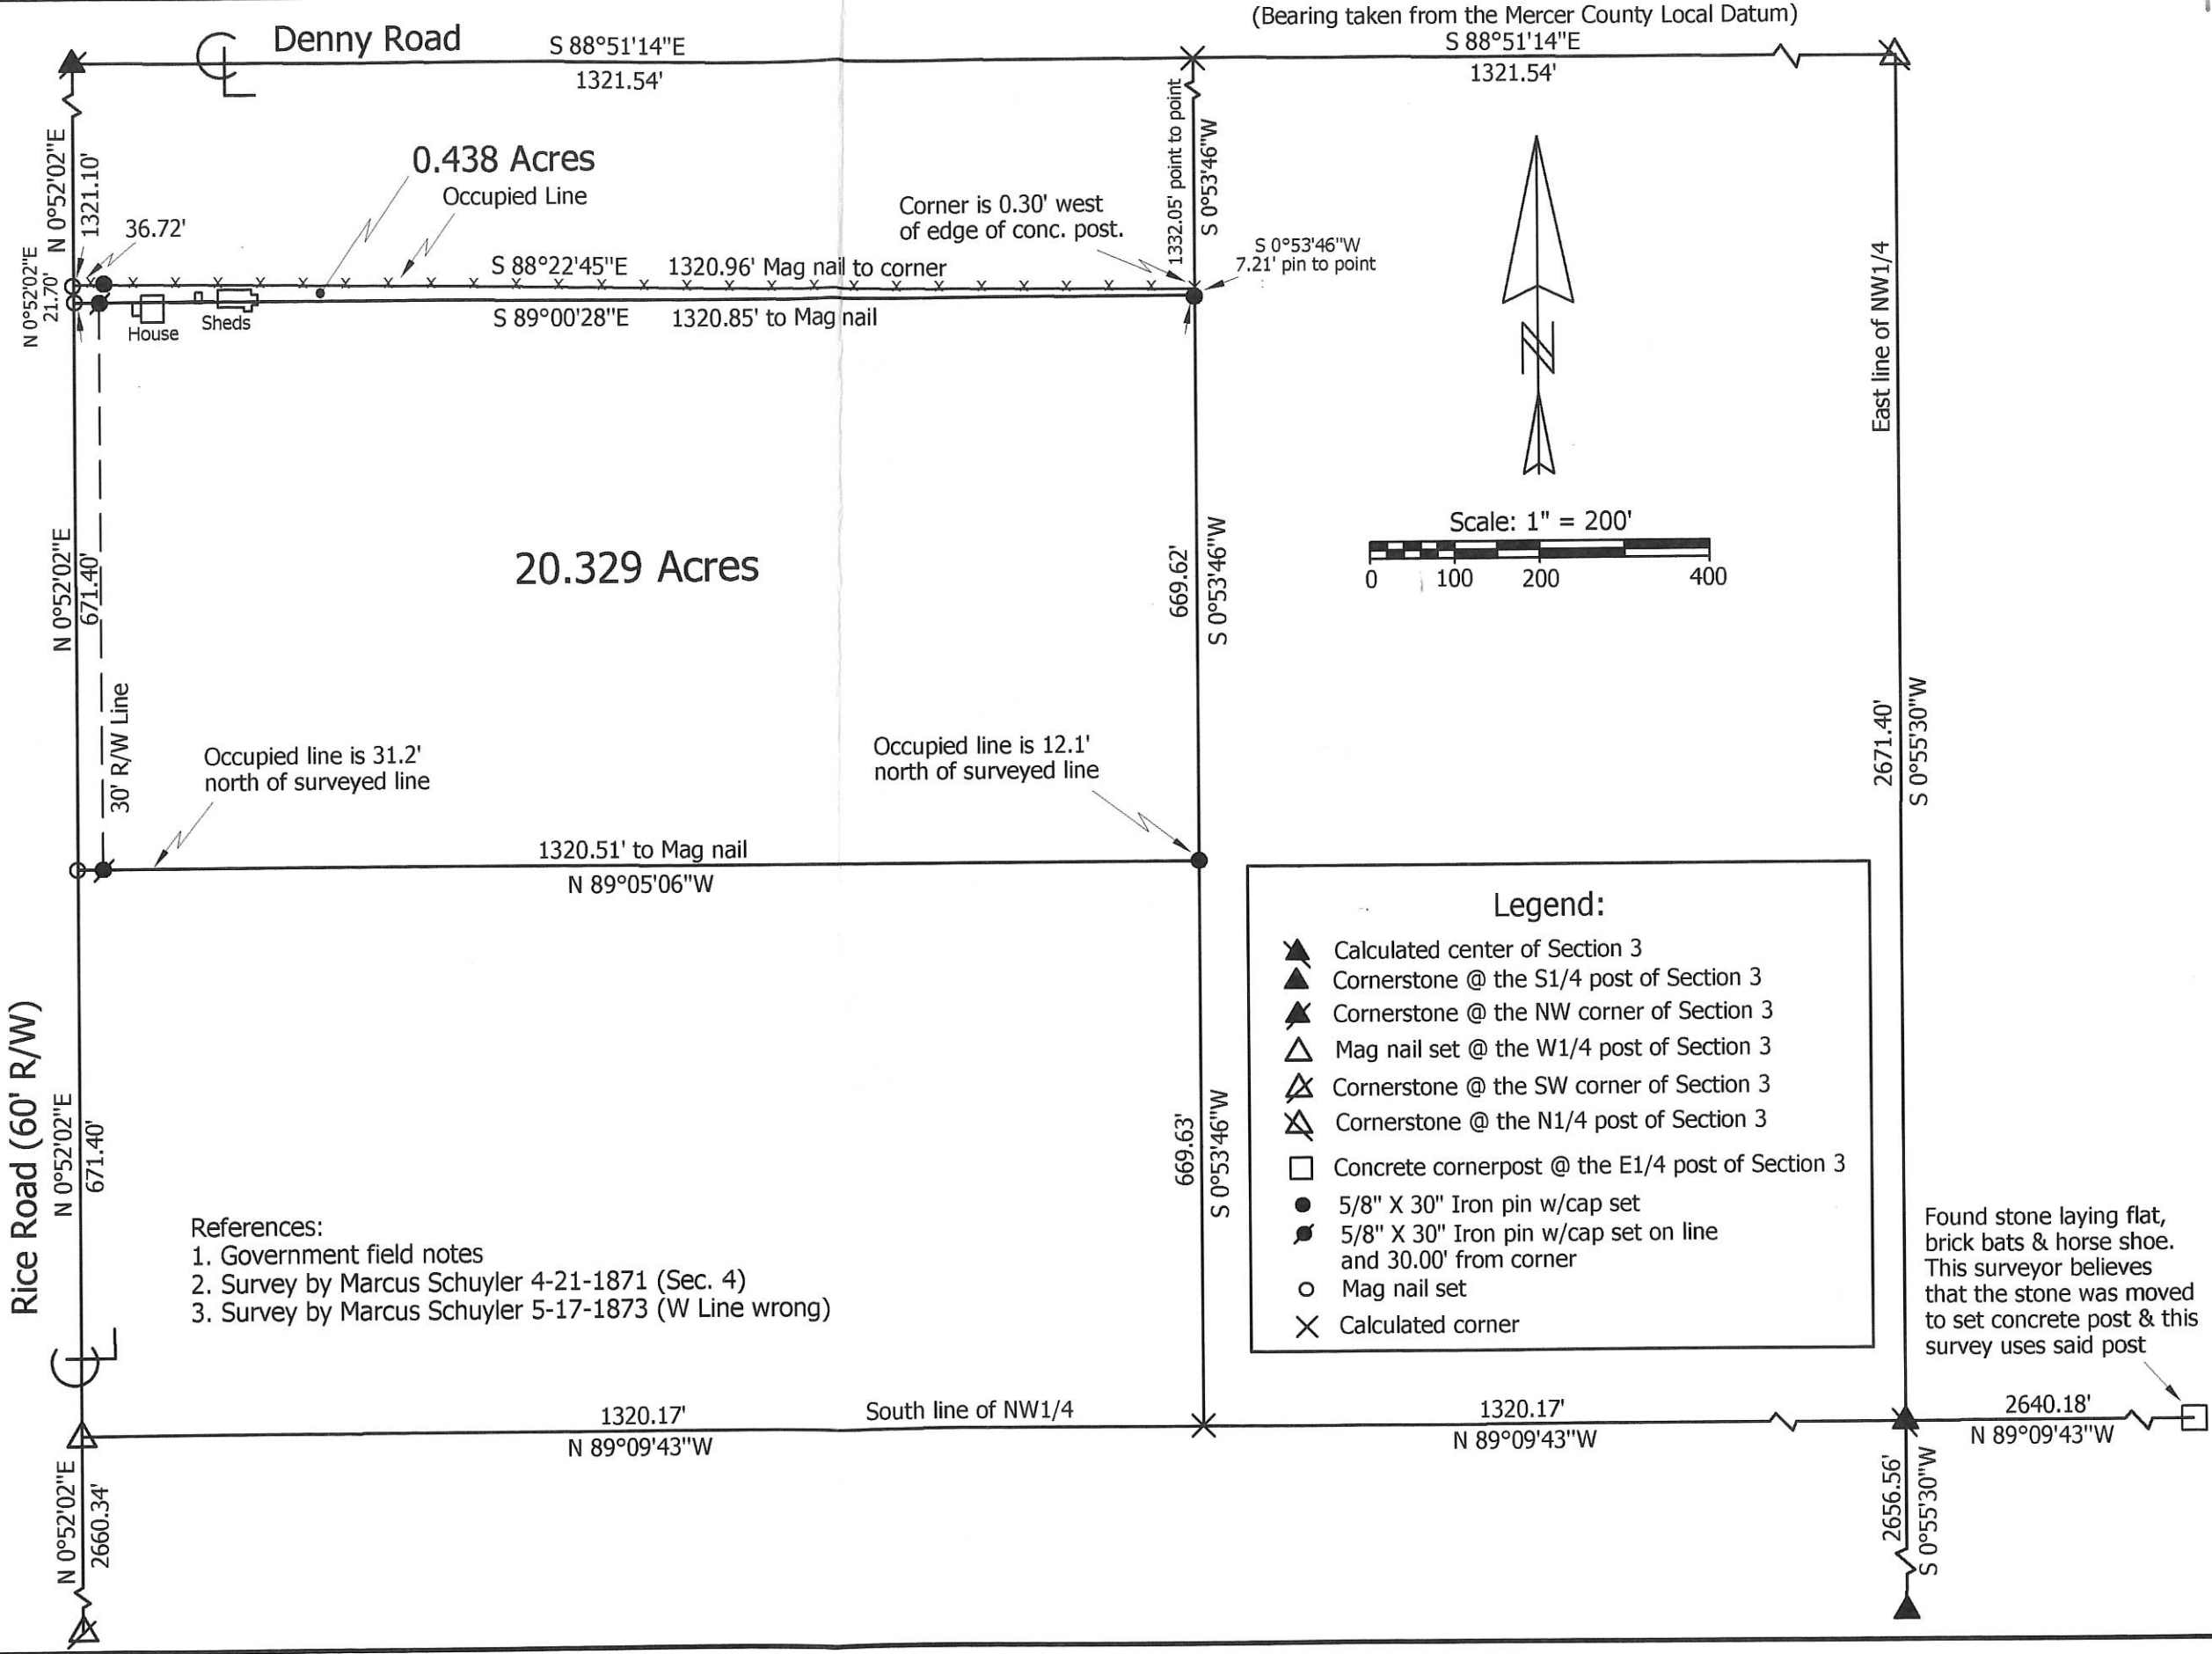 (Bearing taken from the Mercer County Local Datum)
Denny Road
S 88°51'14"E
1321.54'
S 88°51'14"E
1321.54'
N 0°52'02"E
1321.10'
0.438 Acres
Occupied Line
36.72'
Corner is 0.30' west
of edge of conc. post.
1332.05' point to point
S 0°53'46"W
S 0°53'46"W
7.21' pin to point
N 0°52'02"E
21.70'
S 88°22'45"E 1320.96' Mag nail to corner
S 89°00'28"E 1320.85' to Mag nail
House
Sheds
East line of NW1/4
N
Scale: 1" = 200'
0 100 200 400
20.329 Acres
N 0°52'02"E
671.40'
669.62'
S 0°53'46"W
30' R/W Line
2671.40'
S 0°55'30"W
Occupied line is 31.2'
north of surveyed line
Occupied line is 12.1'
north of surveyed line
1320.51' to Mag nail
N 89°05'06"W
Legend:
Calculated center of Section 3
Cornerstone @ the S1/4 post of Section 3
Cornerstone @ the NW corner of Section 3
Mag nail set @ the W1/4 post of Section 3
Cornerstone @ the SW corner of Section 3
Cornerstone @ the N1/4 post of Section 3
Concrete cornerpost @ the E1/4 post of Section 3
5/8" X 30" Iron pin w/cap set
5/8" X 30" Iron pin w/cap set on line
and 30.00' from corner
Mag nail set
Calculated corner
Rice Road (60' R/W)
N 0°52'02"E
671.40'
669.63'
S 0°53'46"W
References:
1. Government field notes
2. Survey by Marcus Schuyler 4-21-1871 (Sec. 4)
3. Survey by Marcus Schuyler 5-17-1873 (W Line wrong)
Found stone laying flat,
brick bats & horse shoe.
This surveyor believes
that the stone was moved
to set concrete post & this
survey uses said post
1320.17'
South line of NW1/4
N 89°09'43"W
1320.17'
N 89°09'43"W
2640.18'
N 89°09'43"W
N 0°52'02"E
2660.34'
2656.56'
S 0°55'30"W